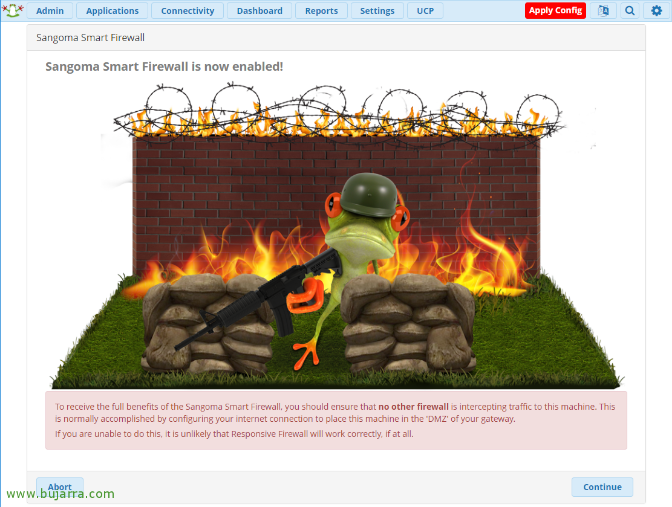 Admin Applications Connectivity Dashboard Reports Settings UCP Apply Config
Sangoma Smart Firewall
Sangoma Smart Firewall is now enabled!
To receive the full benefits of the Sangoma Smart Firewall, you should ensure that no other firewall is intercepting traffic to this machine. This
is normally accomplished by configuring your internet connection to place this machine in the 'DMZ' of your gateway.
If you are unable to do this, it is unlikely that Responsive Firewall will work correctly, if at all.
Abort Continue
www.bujarra.com